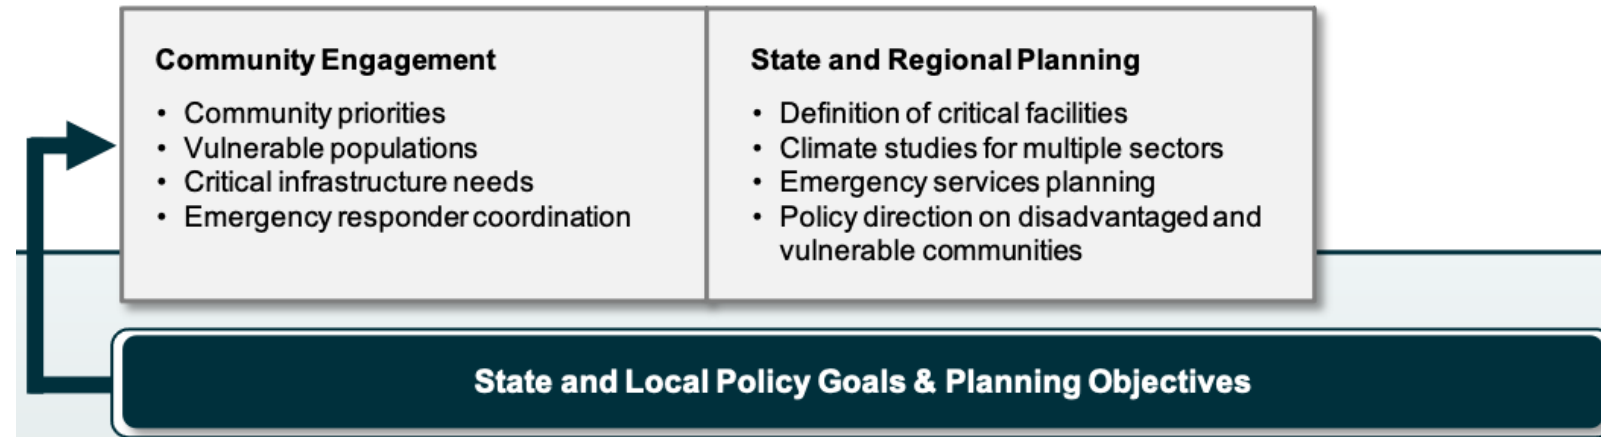 Community Engagement
• Community priorities
• Vulnerable populations
• Critical infrastructure needs
• Emergency responder coordination
State and Regional Planning
• Definition of critical facilities
• Climate studies for multiple sectors
• Emergency services planning
• Policy direction on disadvantaged and
vulnerable communities
State and Local Policy Goals & Planning Objectives